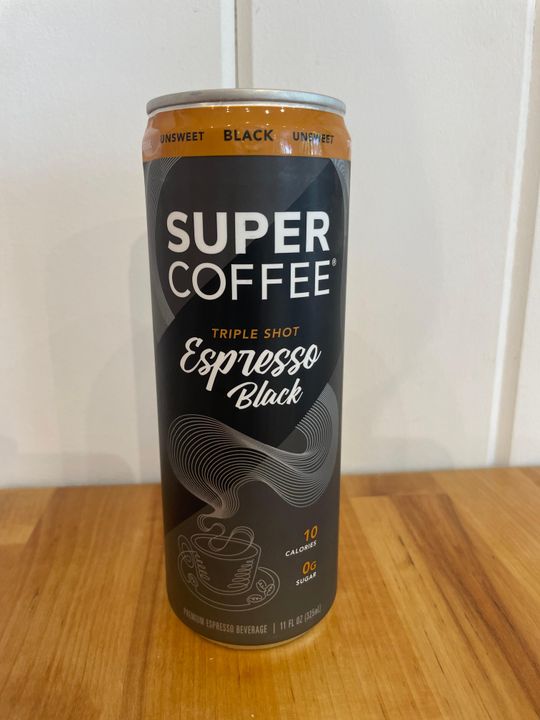 UNSWEET BLACK UNSWEET
SUPER
COFFEE®
TRIPLE SHOT
Espresso
Black
10
CALORIES
0G
SUGAR
PREMIUM ESPRESSO BEVERAGE | 11 FL OZ (325mL)